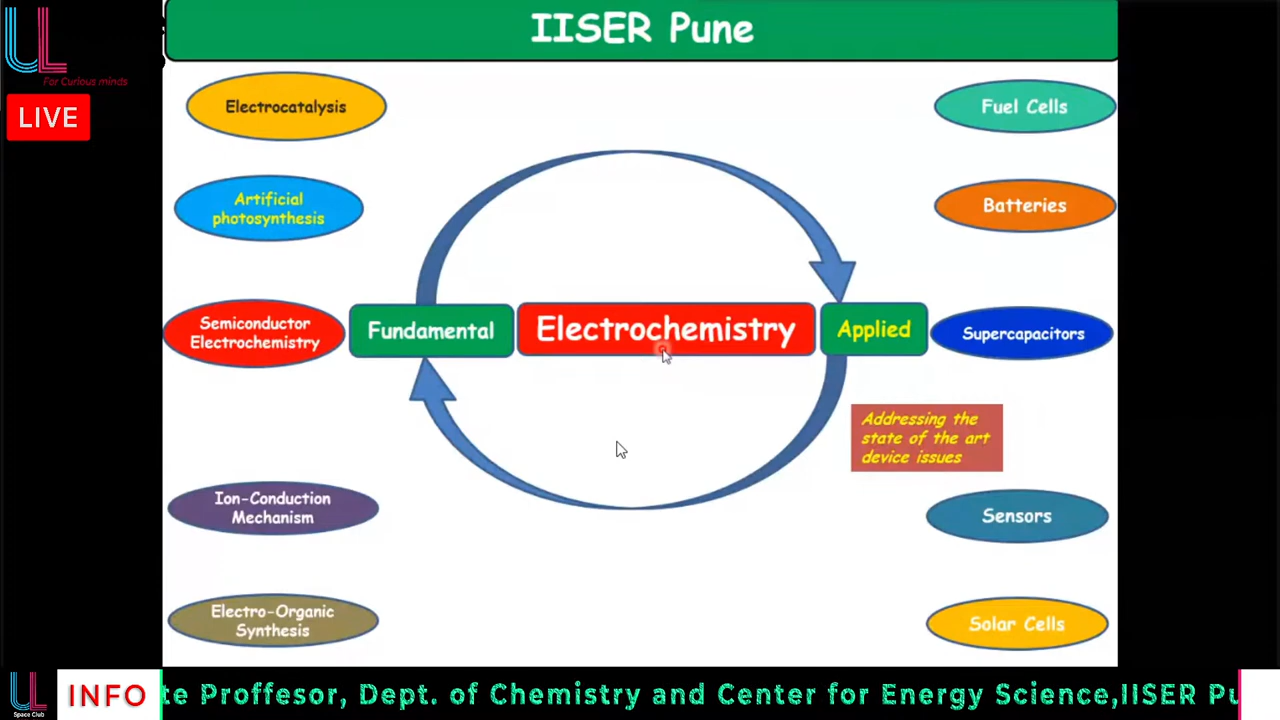 IISER Pune
UL
For Curious minds
LIVE
Electrocatalysis
Fuel Cells
Artificial
photosynthesis
Batteries
Semiconductor
Electrochemistry
Fundamental
Electrochemistry
Applied
Supercapacitors
Addressing the
state of the art
device issues
Ion-Conduction
Mechanism
Sensors
Electro-Organic
Synthesis
Solar Cells
UL
Space Club
INFO
te Proffesor, Dept. of Chemistry and Center for Energy Science,IISER Pu